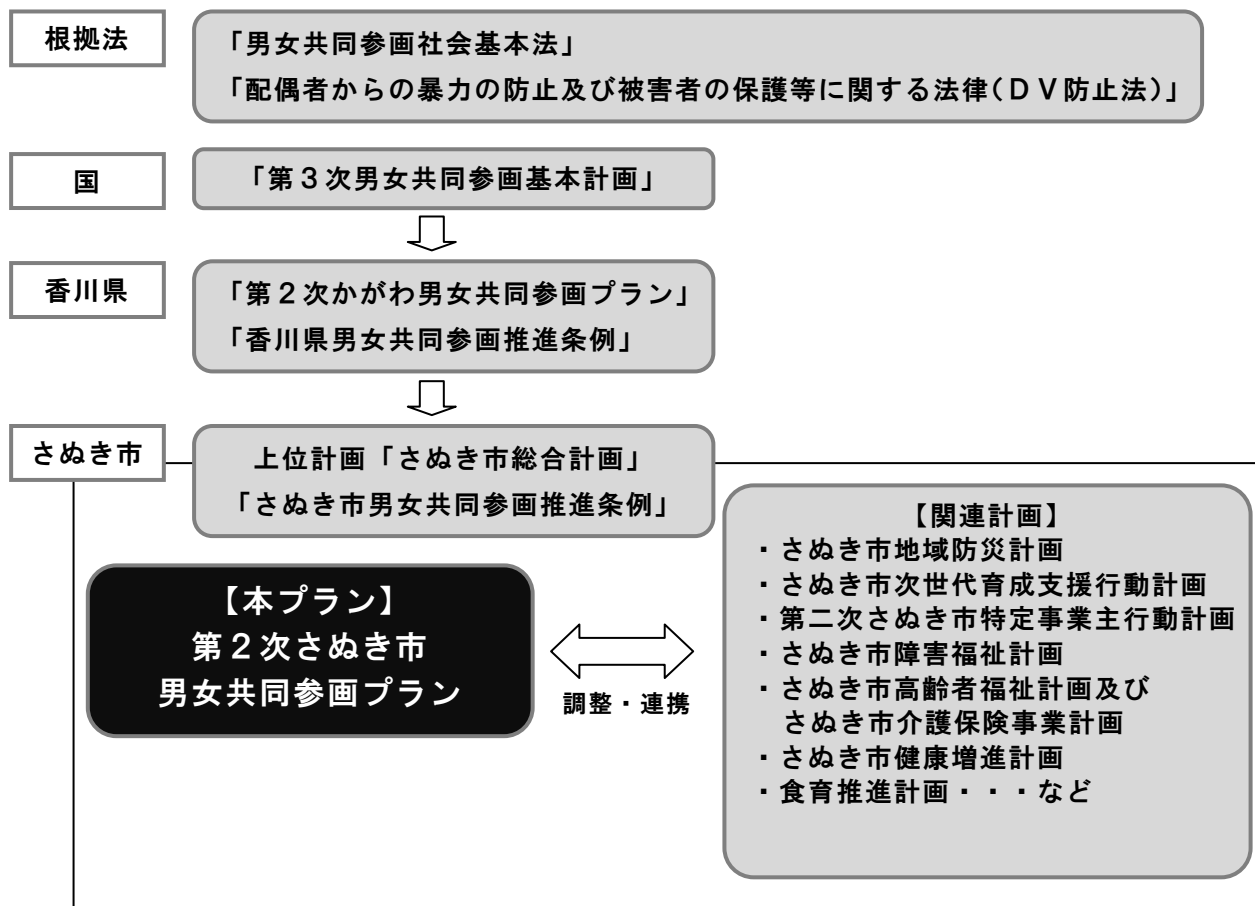 根拠法
「男女共同参画社会基本法」
「配偶者からの暴力の防止及び被害者の保護等に関する法律(ＤＶ防止法)」
国
「第３次男女共同参画基本計画」
香川県
「第２次かがわ男女共同参画プラン」
「香川県男女共同参画推進条例」
さぬき市
上位計画「さぬき市総合計画」
「さぬき市男女共同参画推進条例」
【本プラン】
第２次さぬき市
男女共同参画プラン
調整・連携
【関連計画】
・さぬき市地域防災計画
・さぬき市次世代育成支援行動計画
・第二次さぬき市特定事業主行動計画
・さぬき市障害福祉計画
・さぬき市高齢者福祉計画及び
さぬき市介護保険事業計画
・さぬき市健康増進計画
・食育推進計画・・・など